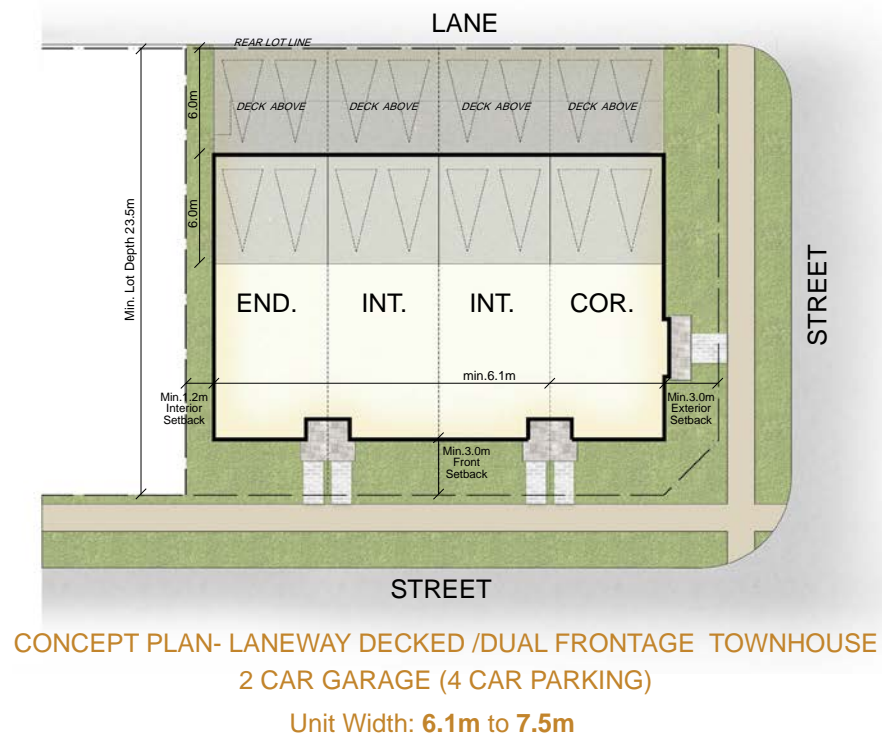 LANE
REAR LOT LINE
6.0m
DECK ABOVE
DECK ABOVE
DECK ABOVE
DECK ABOVE
6.0m
Min. Lot Depth 23.5m
STREET
END.
INT.
INT.
COR.
min.6.1m
Min.1.2m
Interior
Setback
Min.3.0m
Exterior
Setback
Min.3.0m
Front
Setback
STREET
CONCEPT PLAN- LANEWAY DECKED /DUAL FRONTAGE TOWNHOUSE
2 CAR GARAGE (4 CAR PARKING)
Unit Width: 6.1m to 7.5m